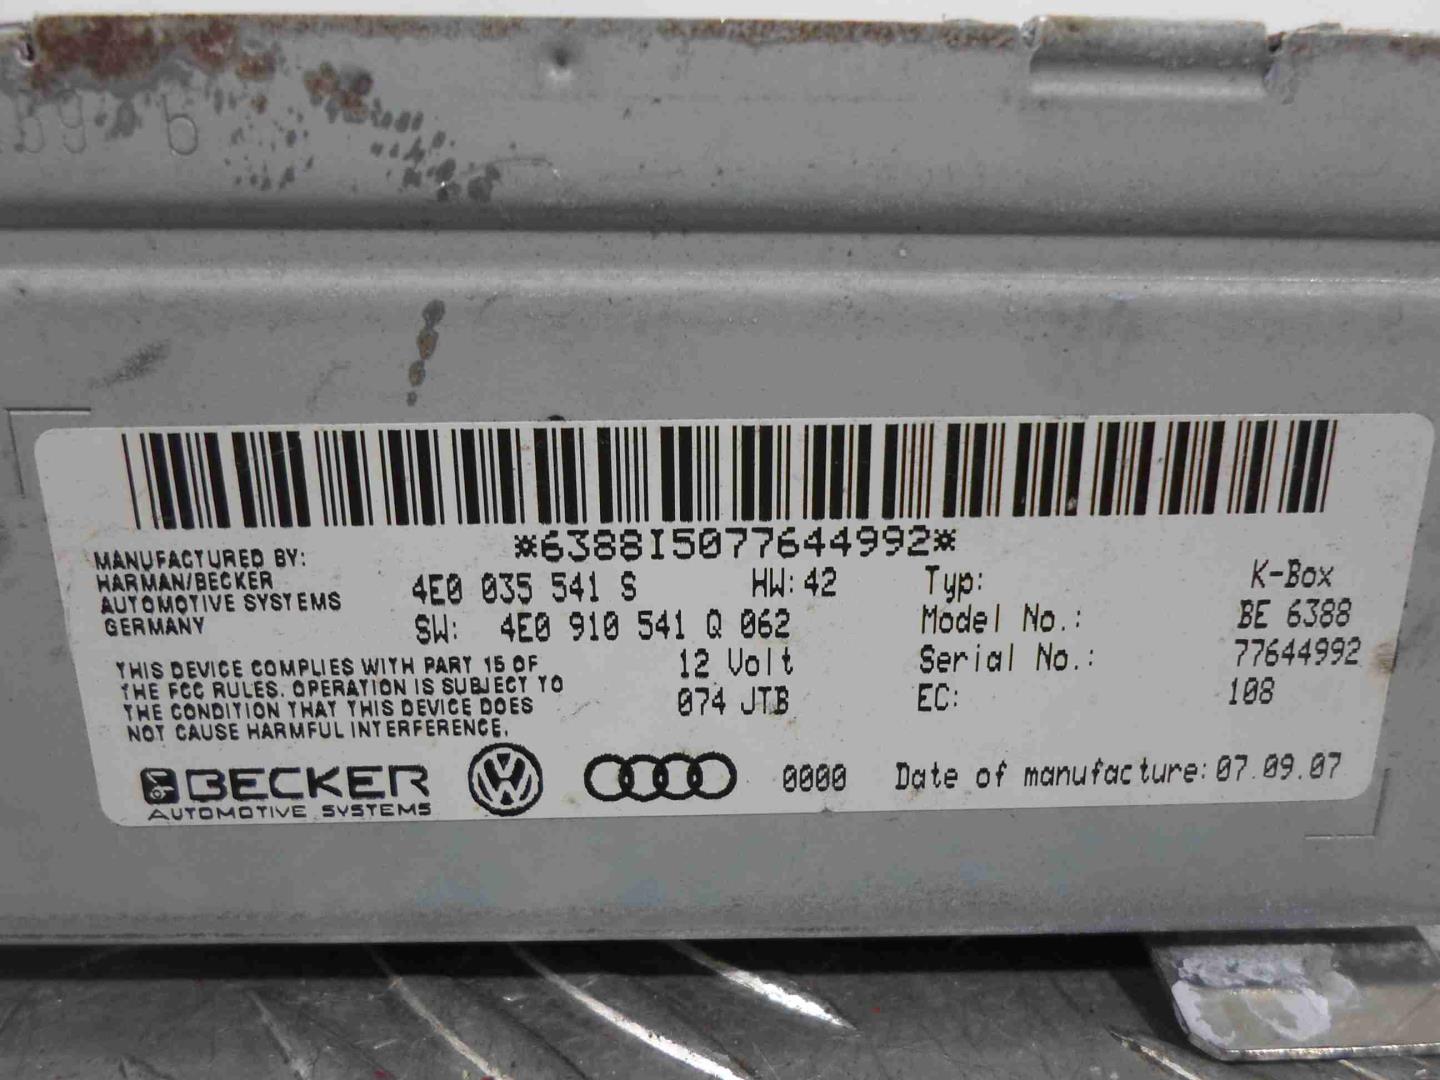 *6388I5077644992*
MANUFACTURED BY:
HARMAN/BECKER
AUTOMOTIVE SYSTEMS
GERMANY
4E0 035 541 S HW: 42
SW: 4E0 910 541 Q 062
12 Volt
074 JTB
Typ: K-Box
Model No.: BE 6388
Serial No.: 77644992
EC: 108
THIS DEVICE COMPLIES WITH PART 15 OF
THE FCC RULES. OPERATION IS SUBJECT TO
THE CONDITION THAT THIS DEVICE DOES
NOT CAUSE HARMFUL INTERFERENCE.
BECKER
AUTOMOTIVE SYSTEMS
VW
0000 Date of manufacture: 07.09.07